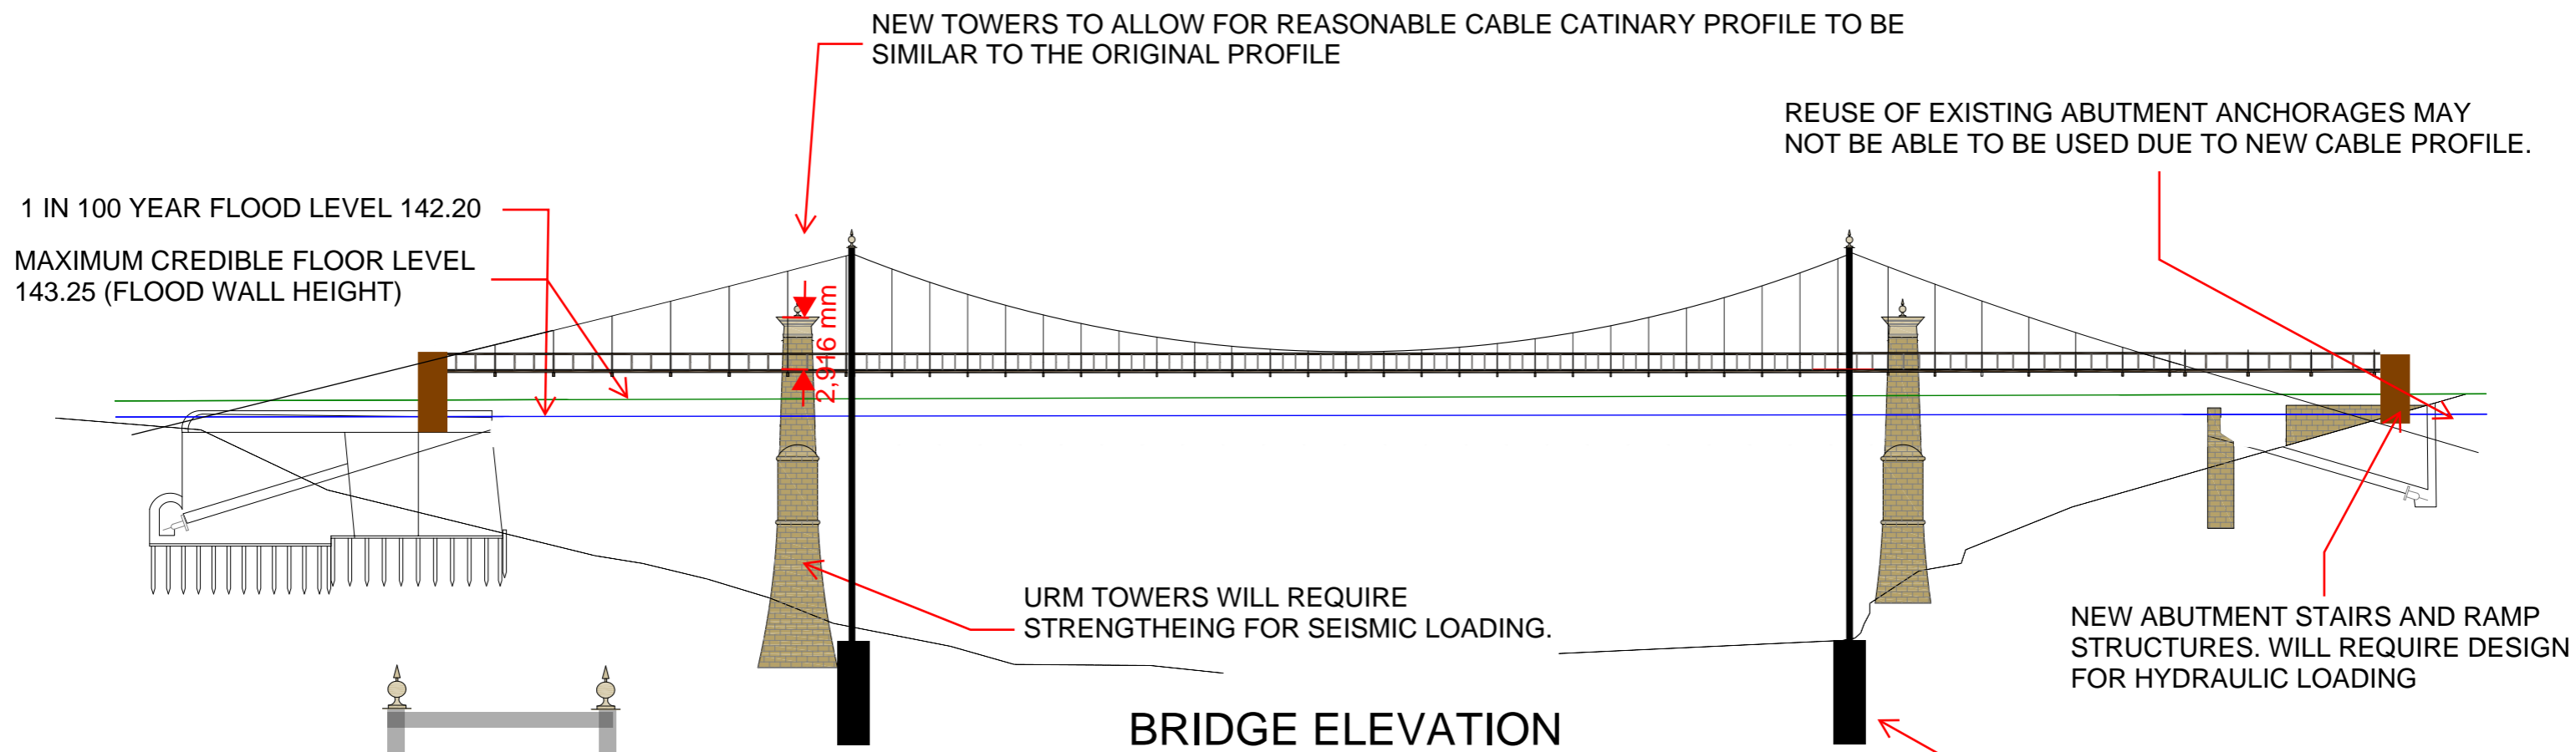 NEW TOWERS TO ALLOW FOR REASONABLE CABLE CATINARY PROFILE TO BE
SIMILAR TO THE ORIGINAL PROFILE
REUSE OF EXISTING ABUTMENT ANCHORAGES MAY
NOT BE ABLE TO BE USED DUE TO NEW CABLE PROFILE.
1 IN 100 YEAR FLOOD LEVEL 142.20
MAXIMUM CREDIBLE FLOOR LEVEL
143.25 (FLOOD WALL HEIGHT)
2,916 mm
URM TOWERS WILL REQUIRE
STRENGTHEING FOR SEISMIC LOADING.
NEW ABUTMENT STAIRS AND RAMP
STRUCTURES. WILL REQUIRE DESIGN
FOR HYDRAULIC LOADING
BRIDGE ELEVATION